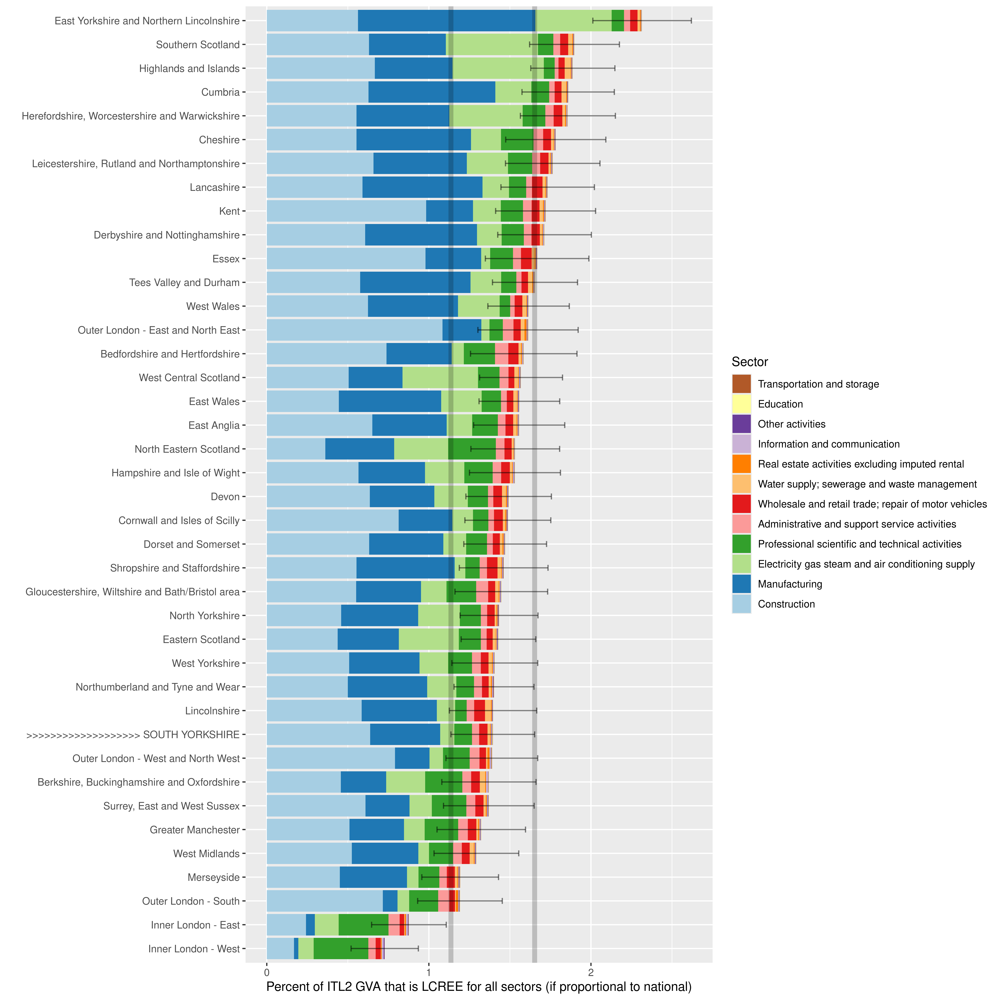 East Yorkshire and Northern Lincolnshire
Southern Scotland
Highlands and Islands
Cumbria
Herefordshire, Worcestershire and Warwickshire
Cheshire
Leicestershire, Rutland and Northamptonshire
Lancashire
Kent
Derbyshire and Nottinghamshire
Essex
Tees Valley and Durham
West Wales
Outer London - East and North East
Bedfordshire and Hertfordshire
West Central Scotland
East Wales
East Anglia
North Eastern Scotland
Hampshire and Isle of Wight
Devon
Cornwall and Isles of Scilly
Dorset and Somerset
Shropshire and Staffordshire
Gloucestershire, Wiltshire and Bath/Bristol area
North Yorkshire
Eastern Scotland
West Yorkshire
Northumberland and Tyne and Wear
Lincolnshire
>>>>>>>>>>>>>>>>>>> SOUTH YORKSHIRE
Outer London - West and North West
Berkshire, Buckinghamshire and Oxfordshire
Surrey, East and West Sussex
Greater Manchester
West Midlands
Merseyside
Outer London - South
Inner London - East
Inner London - West
0 1 2
Percent of ITL2 GVA that is LCREE for all sectors (if proportional to national)
Sector
Transportation and storage
Education
Other activities
Information and communication
Real estate activities excluding imputed rental
Water supply; sewerage and waste management
Wholesale and retail trade; repair of motor vehicles
Administrative and support service activities
Professional scientific and technical activities
Electricity gas steam and air conditioning supply
Manufacturing
Construction